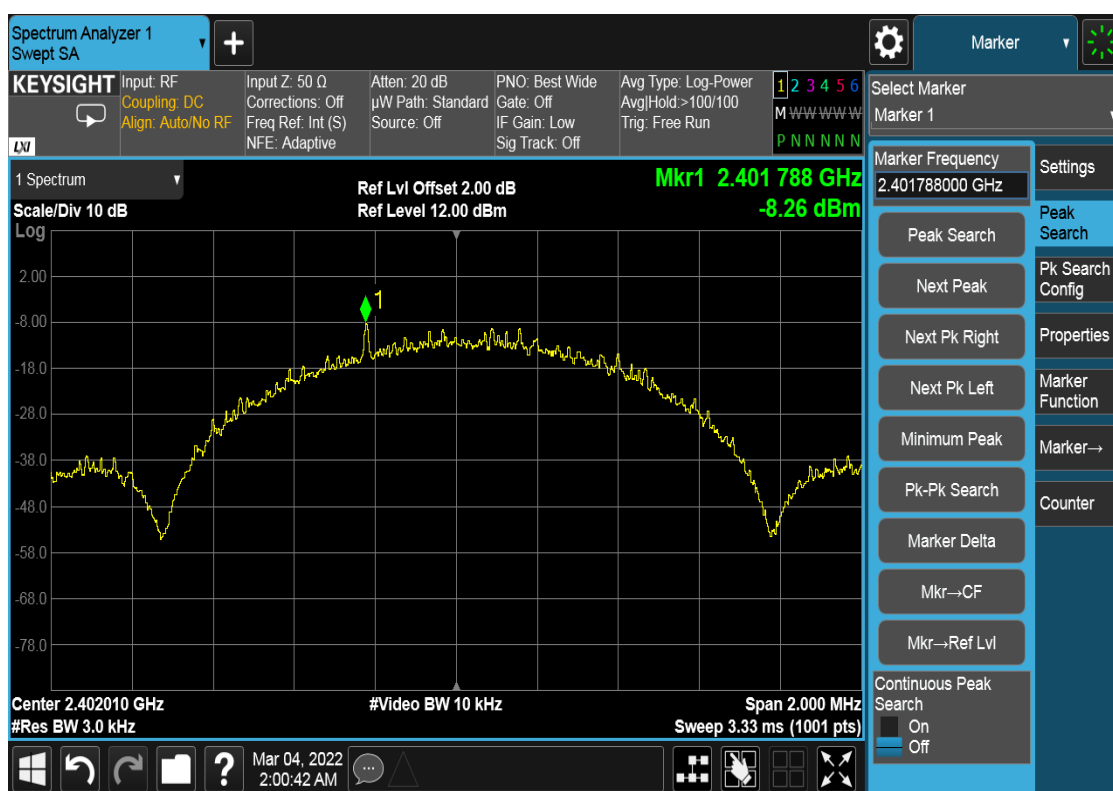 Spectrum Analyzer 1
Swept SA
+
Marker
KEYSIGHT
LXI
Input: RF
Coupling: DC
Align: Auto/No RF
Input Z: 50 Ω
Corrections: Off
Freq Ref: Int (S)
NFE: Adaptive
Atten: 20 dB
µW Path: Standard
Source: Off
PNO: Best Wide
Gate: Off
IF Gain: Low
Sig Track: Off
Avg Type: Log-Power
Avg|Hold:>100/100
Trig: Free Run
1 2 3 4 5 6
M W W W W W
P N N N N N
1 Spectrum
Scale/Div 10 dB
Log
Ref Lvl Offset 2.00 dB
Ref Level 12.00 dBm
Mkr1 2.401 788 GHz
-8.26 dBm
1
2.00
-8.00
-18.0
-28.0
-38.0
-48.0
-58.0
-68.0
-78.0
Center 2.402010 GHz
#Res BW 3.0 kHz
#Video BW 10 kHz
Span 2.000 MHz
Sweep 3.33 ms (1001 pts)
Select Marker
Marker 1
Marker Frequency
2.401788000 GHz
Peak Search
Next Peak
Next Pk Right
Next Pk Left
Minimum Peak
Pk-Pk Search
Marker Delta
Mkr→CF
Mkr→Ref Lvl
Continuous Peak
Search
On
Off
Settings
Peak
Search
Pk Search
Config
Properties
Marker
Function
Marker→
Counter
?
Mar 04, 2022
2:00:42 AM